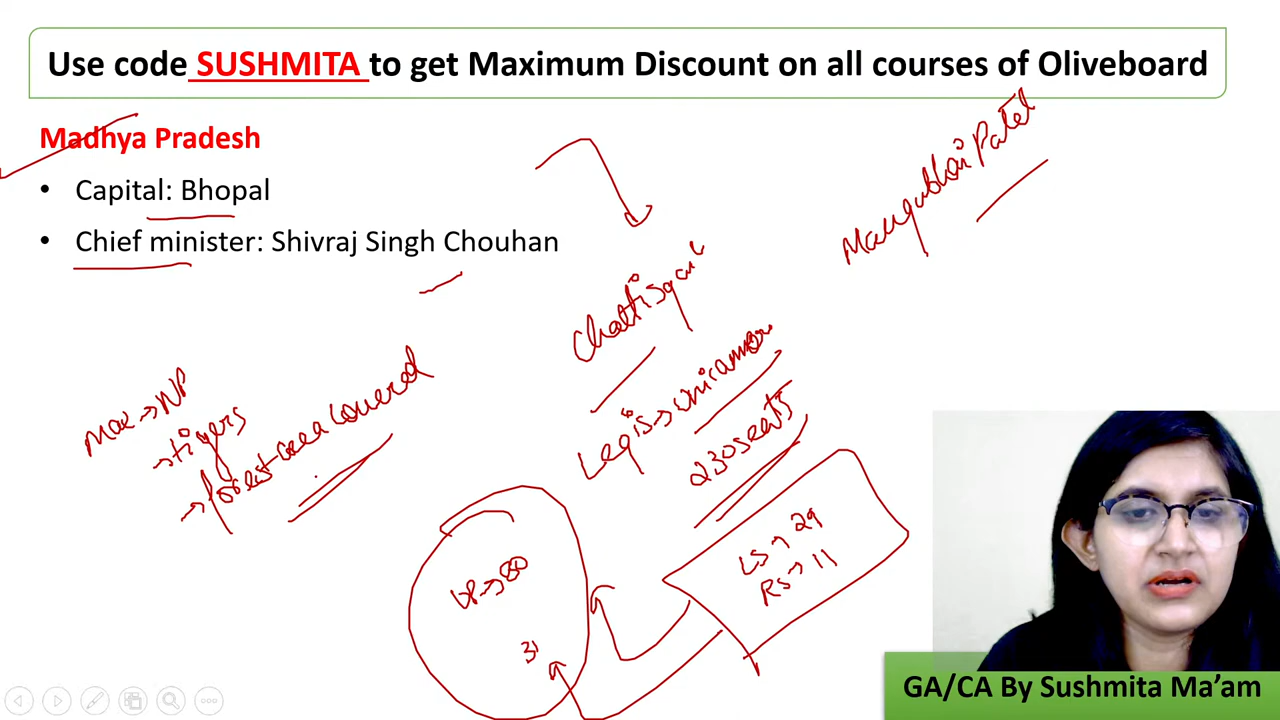 Use code SUSHMITA to get Maximum Discount on all courses of Oliveboard
Madhya Pradesh
• Capital: Bhopal
• Chief minister: Shivraj Singh Chouhan
Mangubhai Patel
Chattisgarh
Legis→ unicameral
230 seats
Max → NP
→ tigers
→ forest area covered
LS → 29
RS → 11
UP → 80
31
GA/CA By Sushmita Ma’am